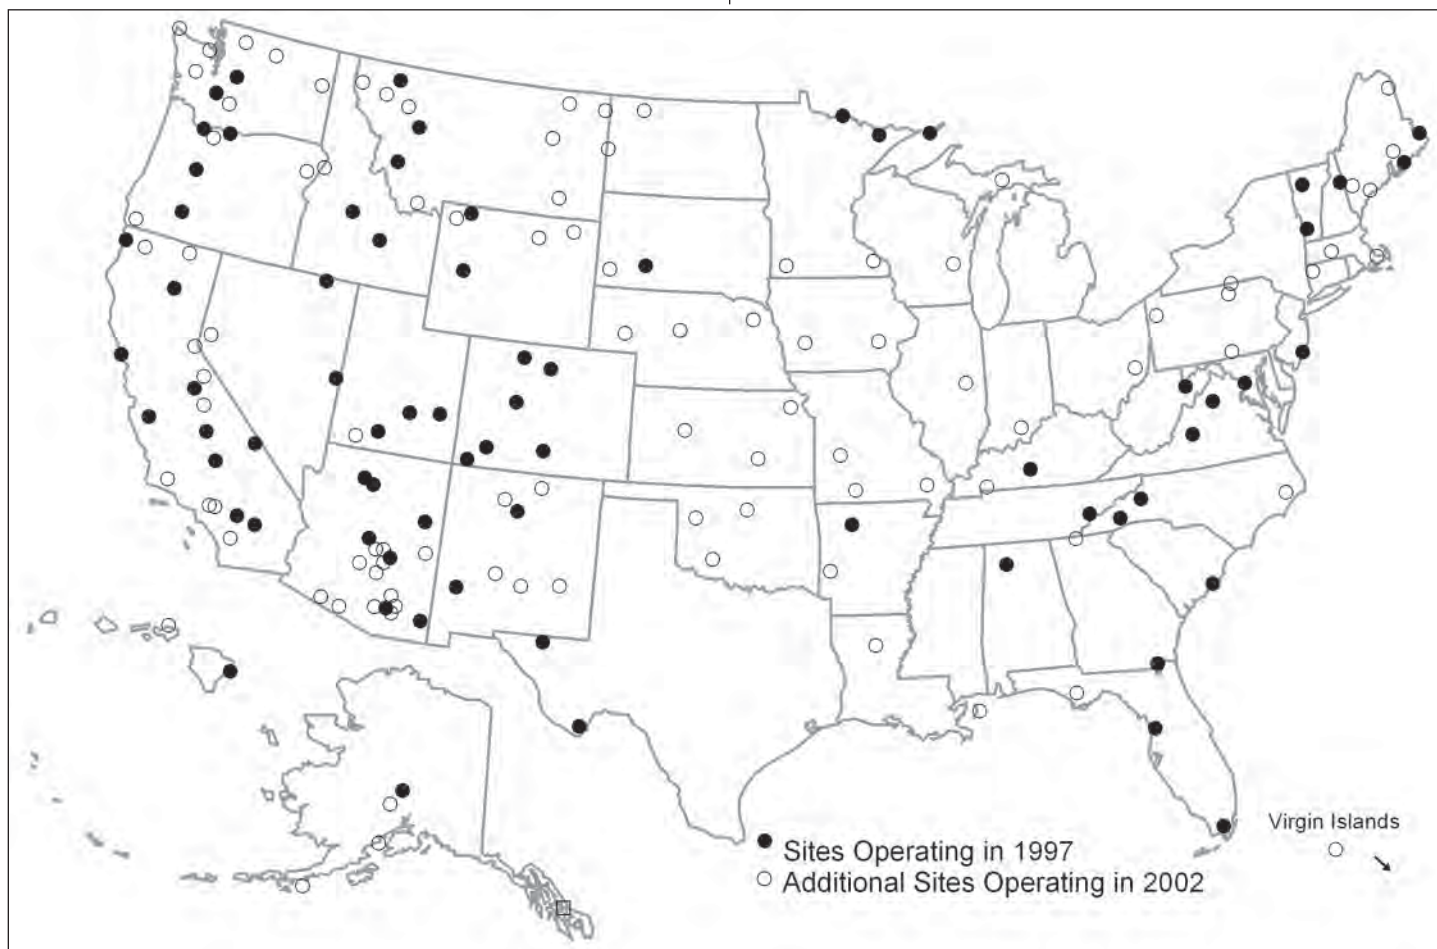 Virgin Islands
Sites Operating in 1997
Additional Sites Operating in 2002